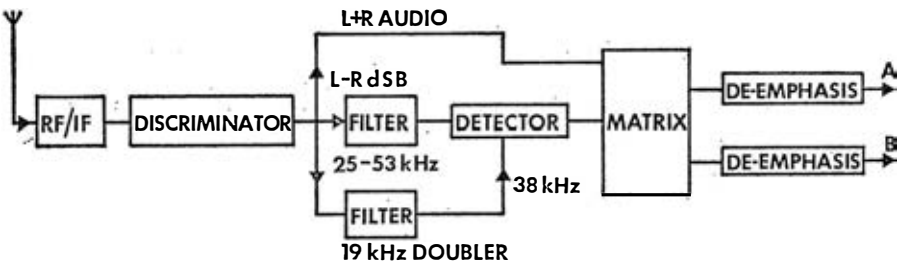 L+R AUDIO
L-R dSB
RF/IF
DISCRIMINATOR
FILTER
DETECTOR
MATRIX
DE-EMPHASIS
A
DE-EMPHASIS
B
25-53 kHz
38 kHz
FILTER
19 kHz DOUBLER